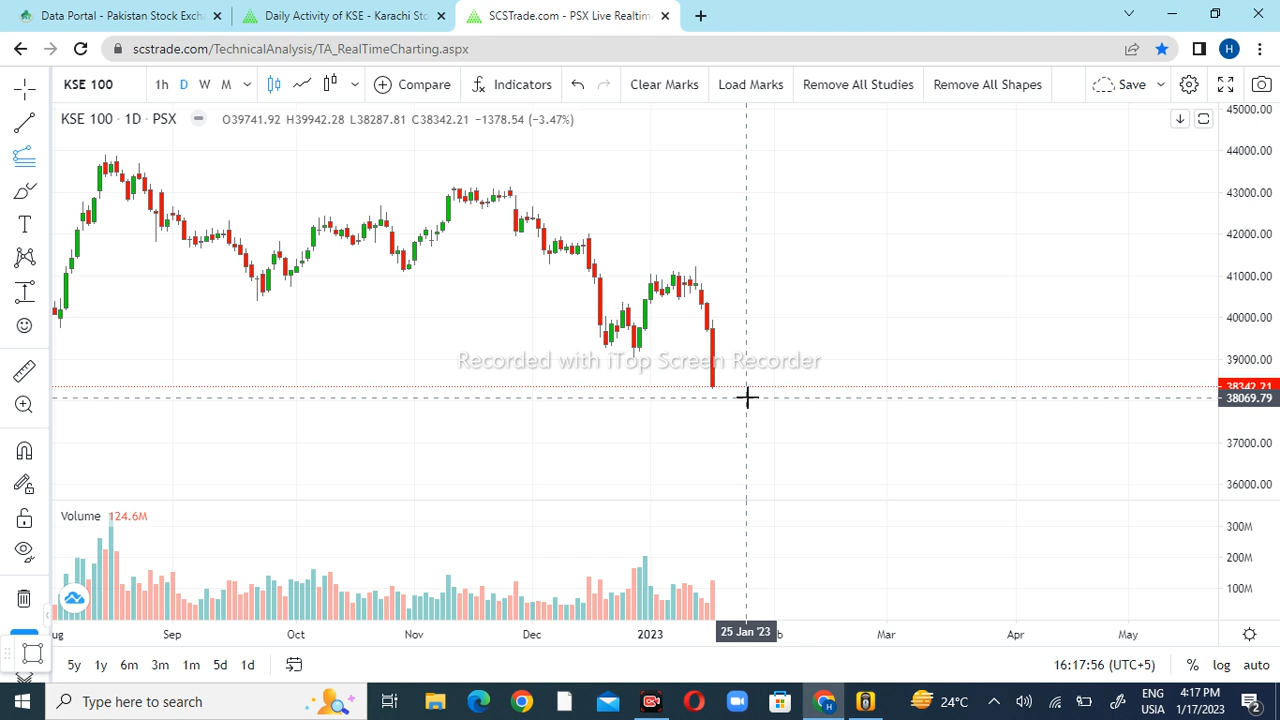 Data Portal - Pakistan Stock Exch
Daily Activity of KSE - Karachi St
SCSTrade.com - PSX Live Realtim
scstrade.com/TechnicalAnalysis/TA_RealTimeCharting.aspx
H
KSE 100
1h D W M
Compare
Indicators
Clear Marks
Load Marks
Remove All Studies
Remove All Shapes
Save
KSE 100 · 1D · PSX
O39741.92 H39942.28 L38287.81 C38342.21 −1378.54 (−3.47%)
45000.00
44000.00
43000.00
42000.00
41000.00
40000.00
39000.00
38342.21
38069.79
37000.00
36000.00
Recorded with iTop Screen Recorder
Volume 124.6M
300M
200M
100M
ug Sep Oct Nov Dec 2023 25 Jan '23 b Mar Apr May
5y 1y 6m 3m 1m 5d 1d
16:17:56 (UTC+5) % log auto
Type here to search
24°C
ENG
USIA
4:17 PM
1/17/2023
2